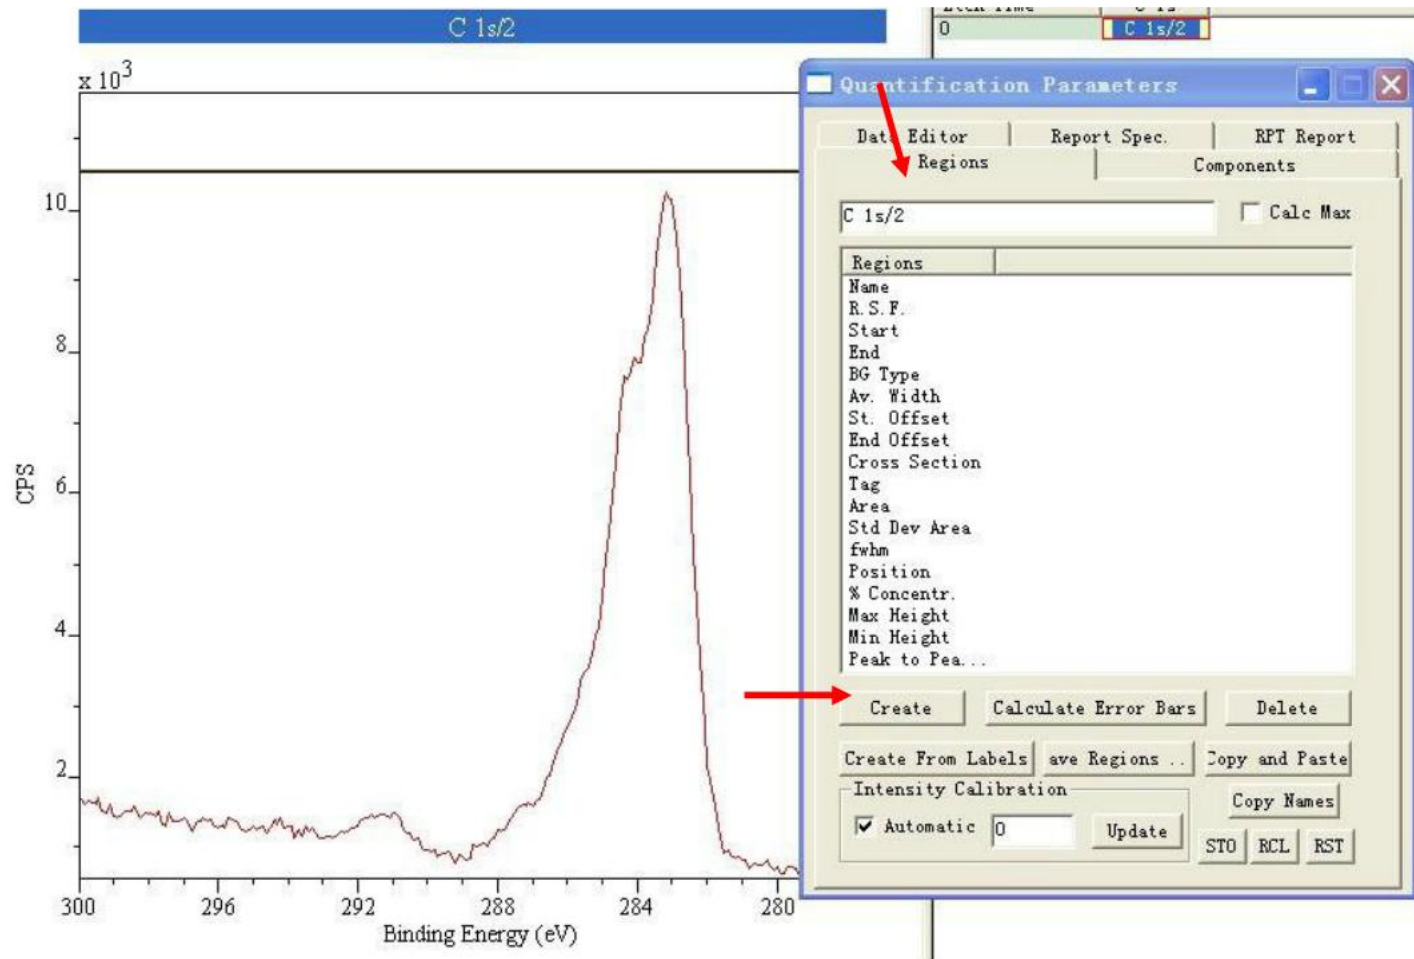 C 1s/2
x 10³
10
8
6
4
2
CPS
300
296
292
288
284
280
Binding Energy (eV)
C 1s/2
0
Quantification Parameters
Data Editor
Report Spec.
RPT Report
Regions
Components
C 1s/2
Calc Max
Regions
Name
R.S.F.
Start
End
BG Type
Av. Width
St. Offset
End Offset
Cross Section
Tag
Area
Std Dev Area
fwhm
Position
% Concentr.
Max Height
Min Height
Peak to Pea...
Create
Calculate Error Bars
Delete
Create From Labels
ave Regions ..
Copy and Paste
Intensity Calibration
Copy Names
Automatic
0
Update
STO
RCL
RST